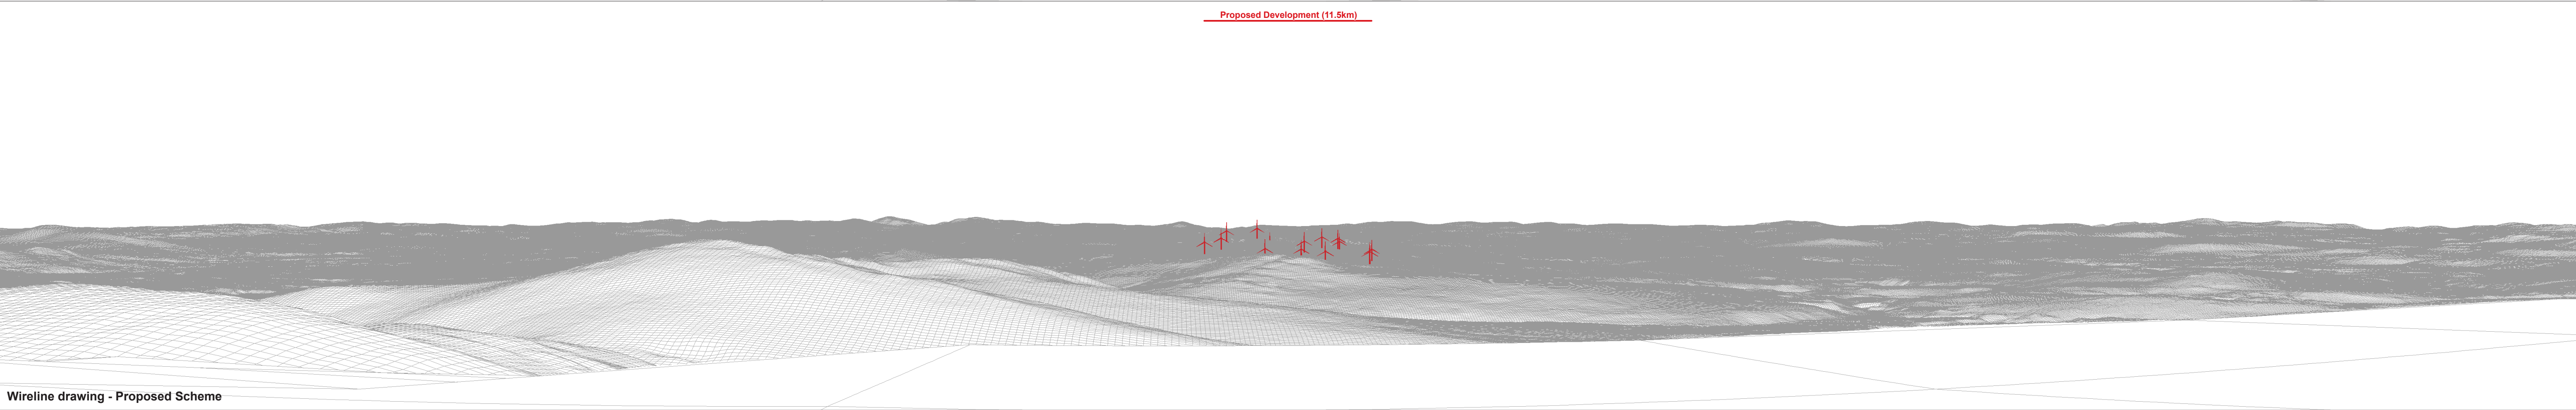 Proposed Development (11.5km)
Wireline drawing - Proposed Scheme